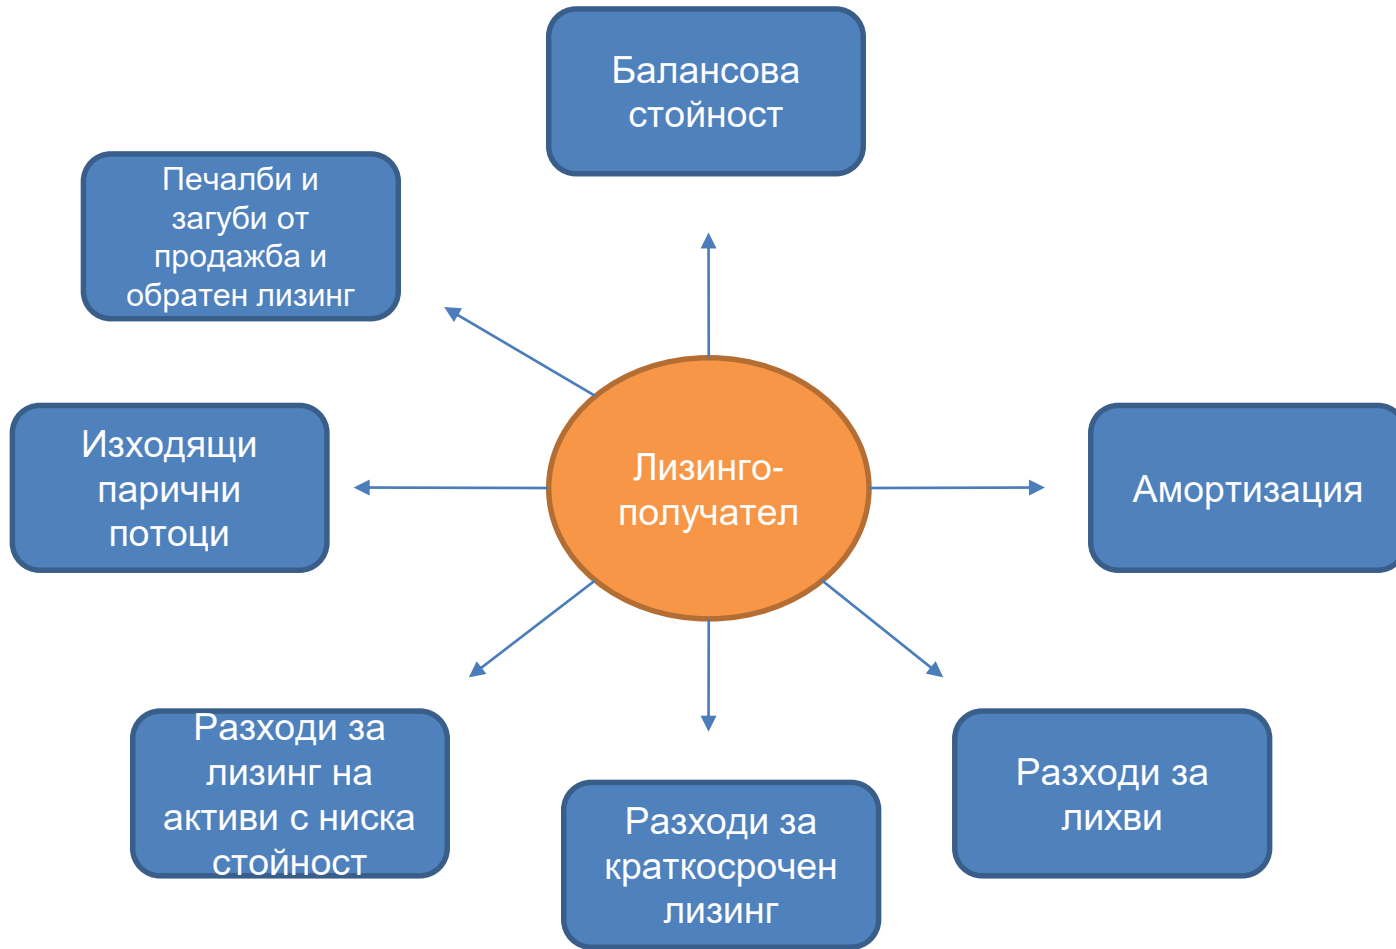 Балансова
стойност
Печалби и
загуби от
продажба и
обратен лизинг
Изходящи
парични
потоци
Лизинго-
получател
Амортизация
Разходи за
лизинг на
активи с ниска
стойност
Разходи за
краткосрочен
лизинг
Разходи за
лихви